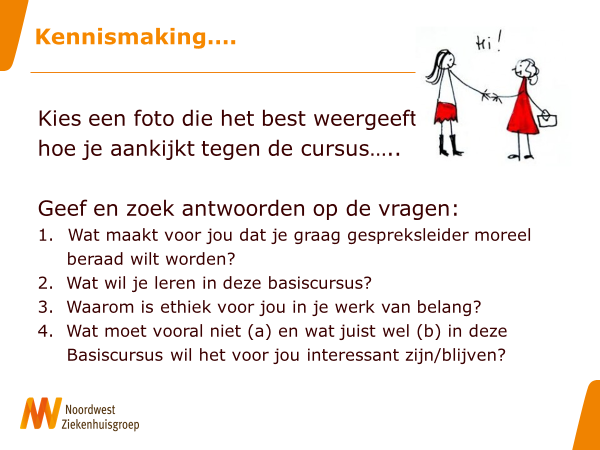 Kennismaking....
Hi!
Kies een foto die het best weergeeft
hoe je aankijkt tegen de cursus.....
Geef en zoek antwoorden op de vragen:
1. Wat maakt voor jou dat je graag gespreksleider moreel
beraad wilt worden?
2. Wat wil je leren in deze basiscursus?
3. Waarom is ethiek voor jou in je werk van belang?
4. Wat moet vooral niet (a) en wat juist wel (b) in deze
Basiscursus wil het voor jou interessant zijn/blijven?
Noordwest
Ziekenhuisgroep